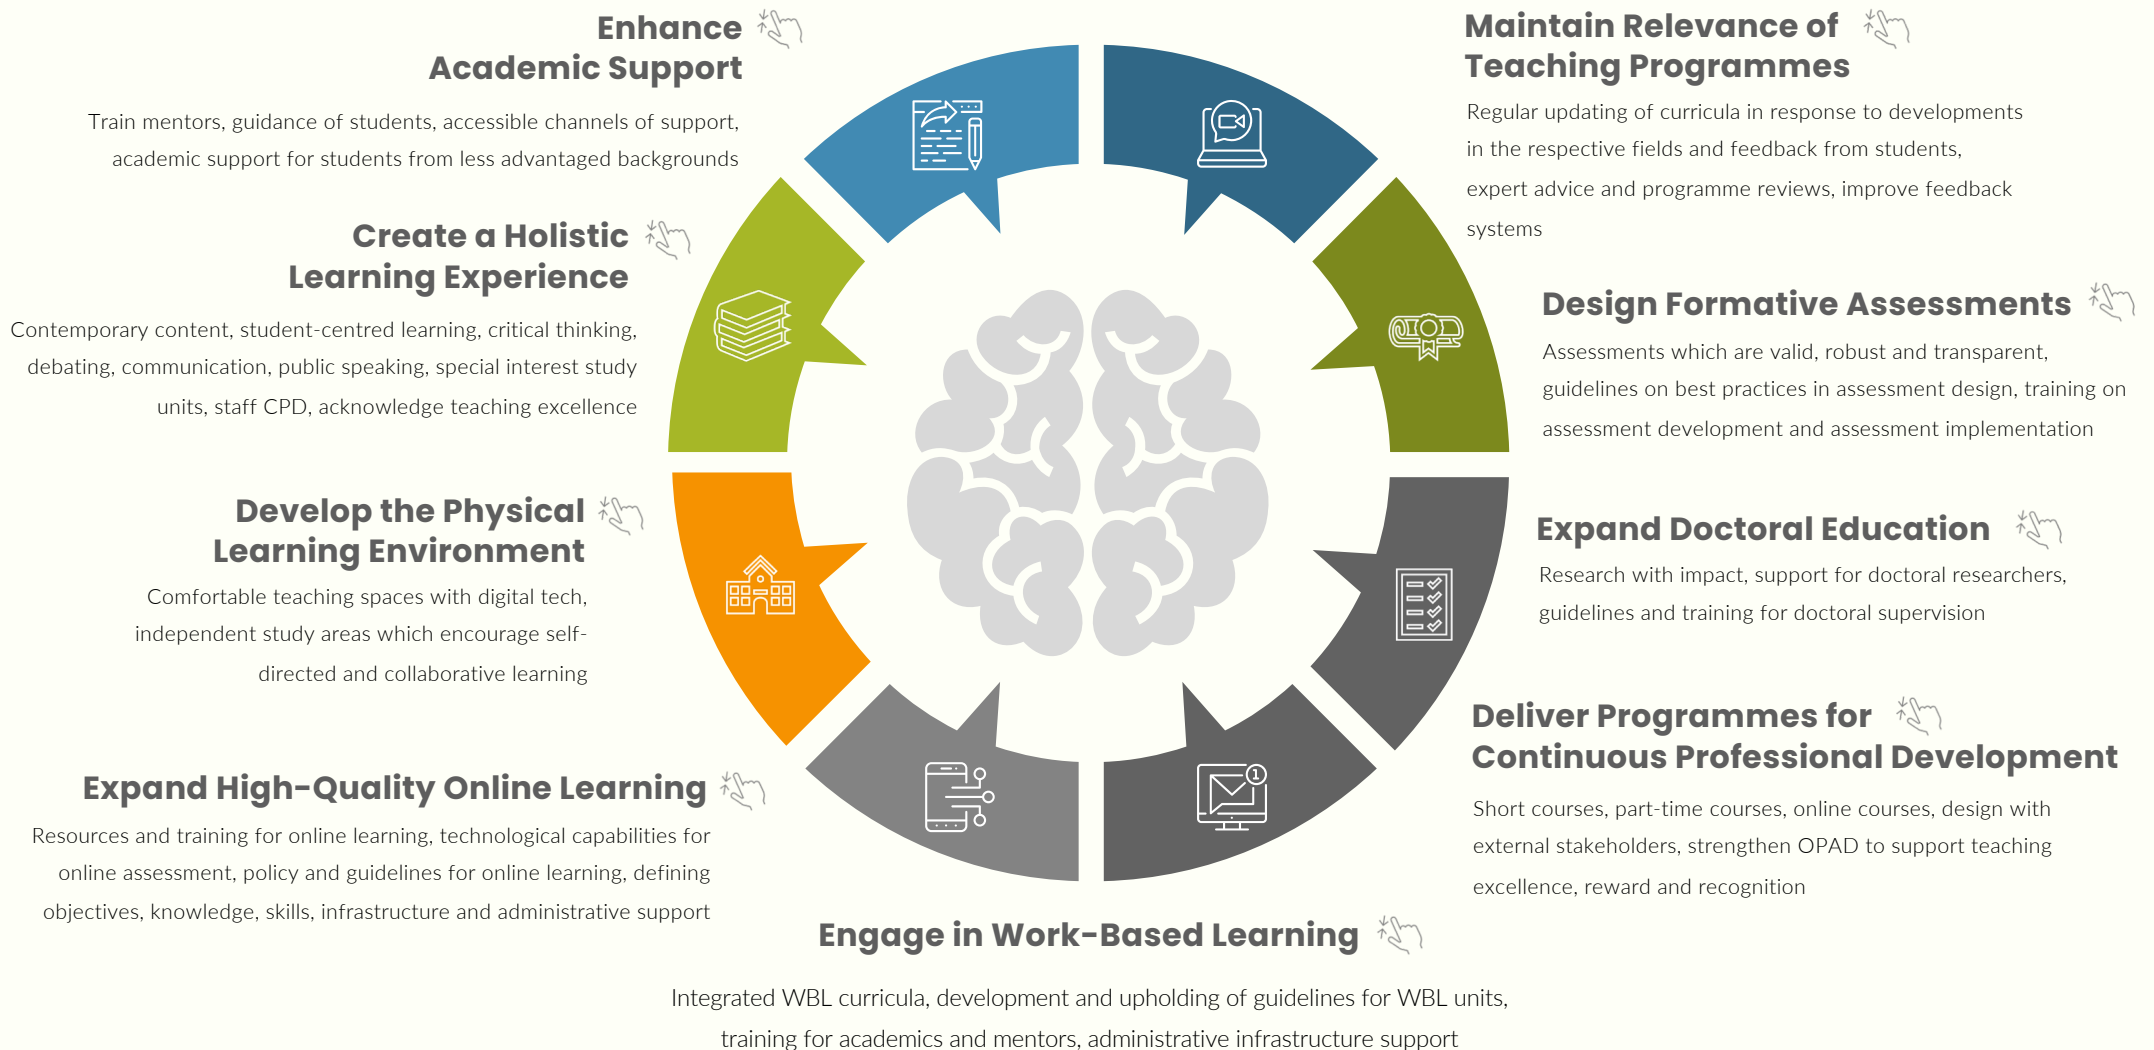 Enhance
Academic Support
Train mentors, guidance of students, accessible channels of support,
academic support for students from less advantaged backgrounds
Create a Holistic
Learning Experience
Contemporary content, student-centred learning, critical thinking,
debating, communication, public speaking, special interest study
units, staff CPD, acknowledge teaching excellence
Develop the Physical
Learning Environment
Comfortable teaching spaces with digital tech,
independent study areas which encourage self-
directed and collaborative learning
Expand High-Quality Online Learning
Resources and training for online learning, technological capabilities for
online assessment, policy and guidelines for online learning, defining
objectives, knowledge, skills, infrastructure and administrative support
Maintain Relevance of
Teaching Programmes
Regular updating of curricula in response to developments
in the respective fields and feedback from students,
expert advice and programme reviews, improve feedback
systems
Design Formative Assessments
Assessments which are valid, robust and transparent,
guidelines on best practices in assessment design, training on
assessment development and assessment implementation
Expand Doctoral Education
Research with impact, support for doctoral researchers,
guidelines and training for doctoral supervision
Deliver Programmes for
Continuous Professional Development
Short courses, part-time courses, online courses, design with
external stakeholders, strengthen OPAD to support teaching
excellence, reward and recognition
1
Engage in Work-Based Learning
Integrated WBL curricula, development and upholding of guidelines for WBL units,
training for academics and mentors, administrative infrastructure support